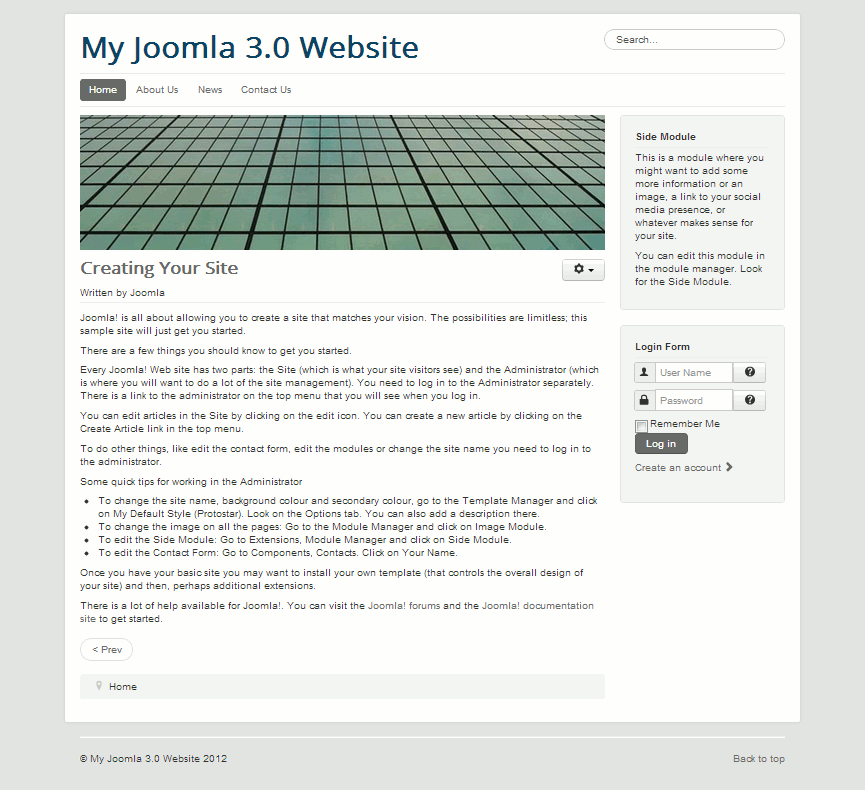 My Joomla 3.0 Website
Search...
Home About Us News Contact Us
Creating Your Site
Written by Joomla
Joomla! is all about allowing you to create a site that matches your vision. The possibilities are limitless; this
sample site will just get you started.
There are a few things you should know to get you started.
Every Joomla! Web site has two parts: the Site (which is what your site visitors see) and the Administrator (which
is where you will want to do a lot of the site management). You need to log in to the Administrator separately.
There is a link to the administrator on the top menu that you will see when you log in.
You can edit articles in the Site by clicking on the edit icon. You can create a new article by clicking on the
Create Article link in the top menu.
To do other things, like edit the contact form, edit the modules or change the site name you need to log in to
the administrator.
Some quick tips for working in the Administrator
• To change the site name, background colour and secondary colour, go to the Template Manager and click
on My Default Style (Protostar). Look on the Options tab. You can also add a description there.
• To change the image on all the pages: Go to the Module Manager and click on Image Module.
• To edit the Side Module: Go to Extensions, Module Manager and click on Side Module.
• To edit the Contact Form: Go to Components, Contacts. Click on Your Name.
Once you have your basic site you may want to install your own template (that controls the overall design of
your site) and then, perhaps additional extensions.
There is a lot of help available for Joomla!. You can visit the Joomla! forums and the Joomla! documentation
site to get started.
< Prev
Home
Side Module
This is a module where you
might want to add some
more information or an
image, a link to your social
media presence, or
whatever makes sense for
your site.
You can edit this module in
the module manager. Look
for the Side Module.
Login Form
User Name
Password
Remember Me
Log in
Create an account
© My Joomla 3.0 Website 2012
Back to top